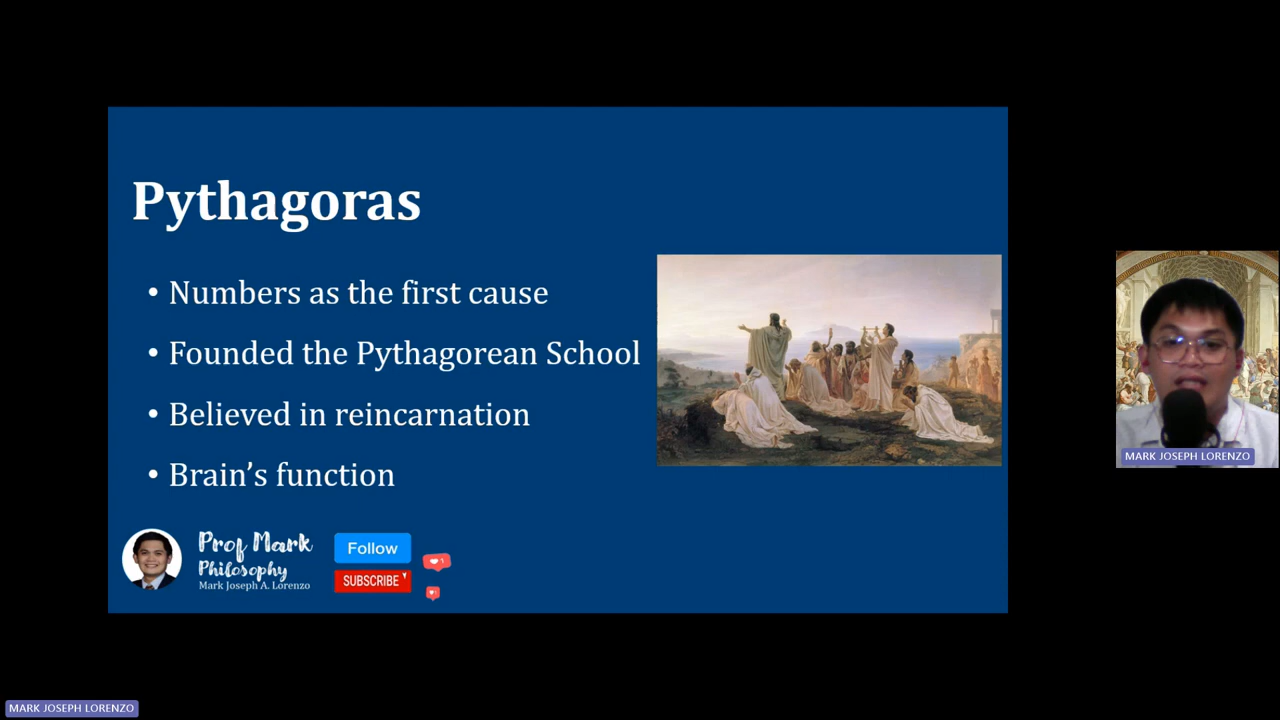 Pythagoras
• Numbers as the first cause
• Founded the Pythagorean School
• Believed in reincarnation
• Brain’s function
Prof Mark
Philosophy
Mark Joseph A. Lorenzo
Follow
SUBSCRIBE
MARK JOSEPH LORENZO
MARK JOSEPH LORENZO